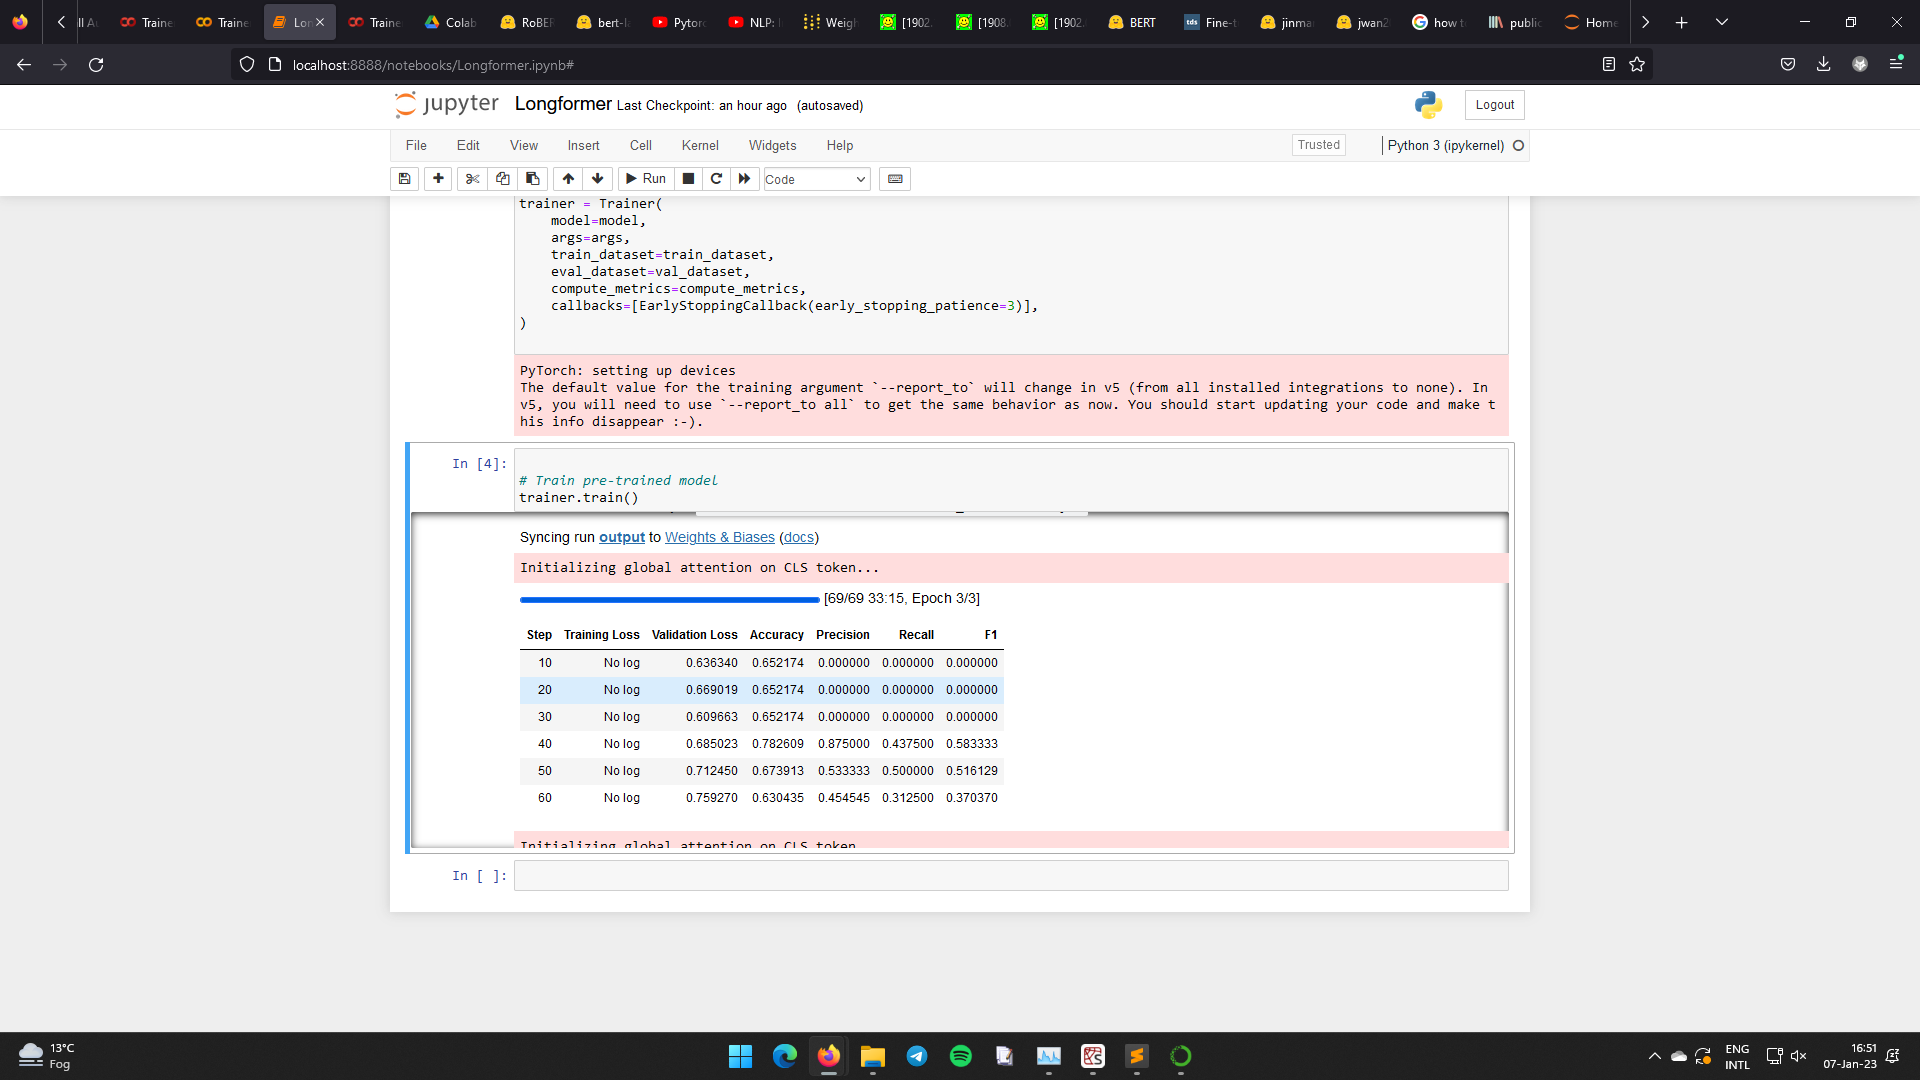 ill Au
Traine
Traine
Lon
Traine
Colab
RoBER
bert-la
Pytorc
NLP: I
Weigh
[1902.
[1908.
[1902.
BERT
Fine-t
jinma
jwan2
how t
public
Home
localhost:8888/notebooks/Longformer.ipynb#
jupyter Longformer Last Checkpoint: an hour ago (autosaved)
Logout
File Edit View Insert Cell Kernel Widgets Help
Trusted
Python 3 (ipykernel)
Run
Code
trainer = Trainer(
    model=model,
    args=args,
    train_dataset=train_dataset,
    eval_dataset=val_dataset,
    compute_metrics=compute_metrics,
    callbacks=[EarlyStoppingCallback(early_stopping_patience=3)],
)
PyTorch: setting up devices
The default value for the training argument `--report_to` will change in v5 (from all installed integrations to none). In
v5, you will need to use `--report_to all` to get the same behavior as now. You should start updating your code and make t
his info disappear :-).
In [4]:
# Train pre-trained model
trainer.train()
Syncing run output to Weights & Biases (docs)
Initializing global attention on CLS token...
[69/69 33:15, Epoch 3/3]
Step Training Loss Validation Loss Accuracy Precision Recall F1
10 No log 0.636340 0.652174 0.000000 0.000000 0.000000
20 No log 0.669019 0.652174 0.000000 0.000000 0.000000
30 No log 0.609663 0.652174 0.000000 0.000000 0.000000
40 No log 0.685023 0.782609 0.875000 0.437500 0.583333
50 No log 0.712450 0.673913 0.533333 0.500000 0.516129
60 No log 0.759270 0.630435 0.454545 0.312500 0.370370
Initializing global attention on CLS token
In [ ]:
13°C
Fog
ENG
INTL
16:51
07-Jan-23